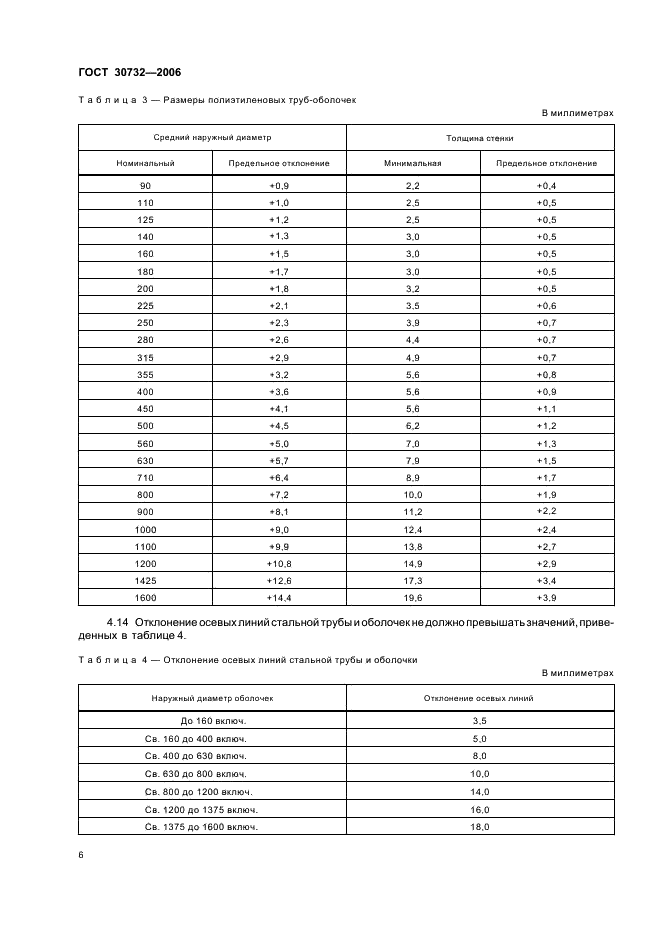 ГОСТ 30732—2006
Таблица 3 — Размеры полиэтиленовых труб-оболочек
В миллиметрах
Средний наружный диаметр Толщина стенки
Номинальный Предельное отклонение Минимальная Предельное отклонение
90 +0,9 2,2 +0,4
110 +1,0 2,5 +0,5
125 +1,2 2,5 +0,5
140 +1,3 3,0 +0,5
160 +1,5 3,0 +0,5
180 +1,7 3,0 +0,5
200 +1,8 3,2 +0,5
225 +2,1 3,5 +0,6
250 +2,3 3,9 +0,7
280 +2,6 4,4 +0,7
315 +2,9 4,9 +0,7
355 +3,2 5,6 +0,8
400 +3,6 5,6 +0,9
450 +4,1 5,6 +1,1
500 +4,5 6,2 +1,2
560 +5,0 7,0 +1,3
630 +5,7 7,9 +1,5
710 +6,4 8,9 +1,7
800 +7,2 10,0 +1,9
900 +8,1 11,2 +2,2
1000 +9,0 12,4 +2,4
1100 +9,9 13,8 +2,7
1200 +10,8 14,9 +2,9
1425 +12,6 17,3 +3,4
1600 +14,4 19,6 +3,9
4.14 Отклонение осевых линий стальной трубы и оболочек не должно превышать значений, приве-
денных в таблице 4.
Таблица 4 — Отклонение осевых линий стальной трубы и оболочки
В миллиметрах
Наружный диаметр оболочек Отклонение осевых линий
До 160 включ. 3,5
Св. 160 до 400 включ. 5,0
Св. 400 до 630 включ. 8,0
Св. 630 до 800 включ. 10,0
Св. 800 до 1200 включ. 14,0
Св. 1200 до 1375 включ. 16,0
Св. 1375 до 1600 включ. 18,0
6